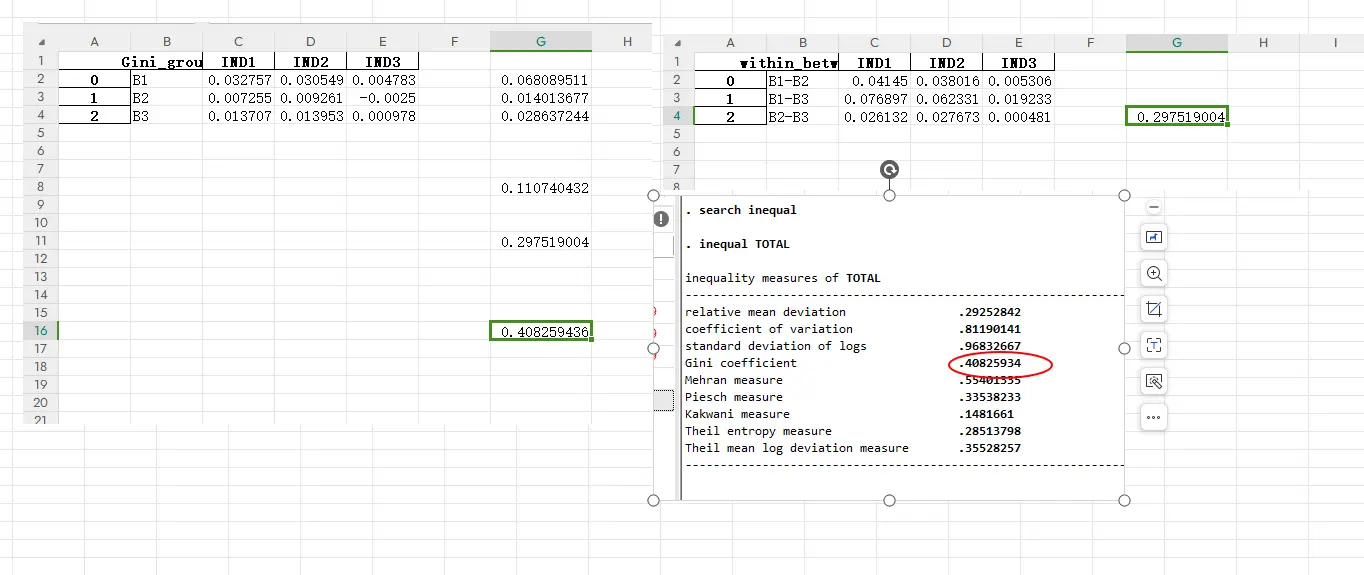 A B C D E F G H
1 Gini_grou IND1 IND2 IND3
2 0 B1 0.032757 0.030549 0.004783 0.068089511
3 1 B2 0.007255 0.009261 -0.0025 0.014013677
4 2 B3 0.013707 0.013953 0.000978 0.028637244
5
6
7
8 0.110740432
9
10
11 0.297519004
12
13
14
15
16 0.408259436
17
18
19
20
21
A B C D E F G H I
1 within_betw IND1 IND2 IND3
2 0 B1-B2 0.04145 0.038016 0.005306
3 1 B1-B3 0.076897 0.062331 0.019233
4 2 B2-B3 0.026132 0.027673 0.000481 0.297519004
5
6
7
8
. search inequal
. inequal TOTAL
inequality measures of TOTAL
relative mean deviation .29252842
coefficient of variation .81190141
standard deviation of logs .96832667
Gini coefficient .40825934
Mehran measure .55401335
Piesch measure .33538233
Kakwani measure .1481661
Theil entropy measure .28513798
Theil mean log deviation measure .35528257